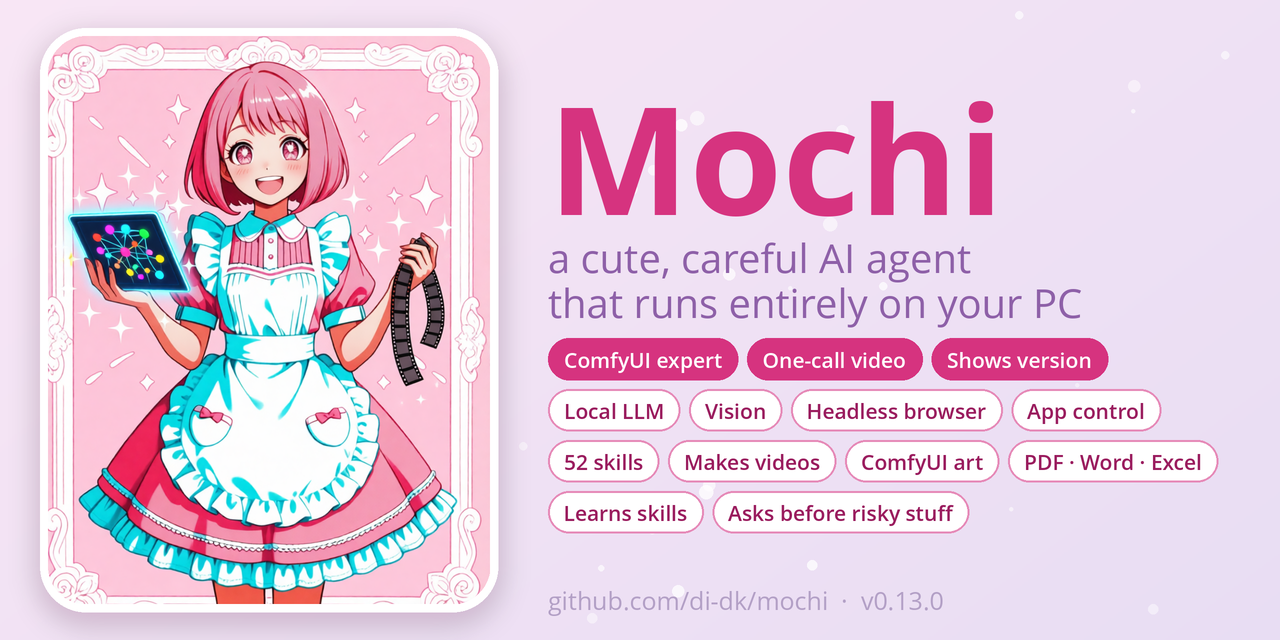 Mochi
a cute, careful AI agent
that runs entirely on your PC
ComfyUI expert One-call video Shows version
Local LLM Vision Headless browser App control
52 skills Makes videos ComfyUI art PDF · Word · Excel
Learns skills Asks before risky stuff
github.com/di-dk/mochi · v0.13.0